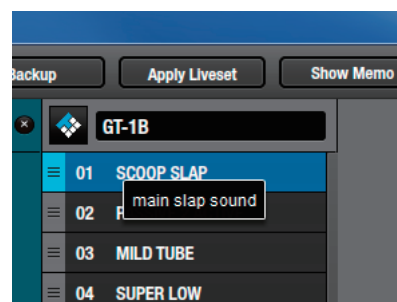 Backup Apply Liveset Show Memo
GT-1B
01 SCOOP SLAP
main slap sound
02
03 MILD TUBE
04 SUPER LOW